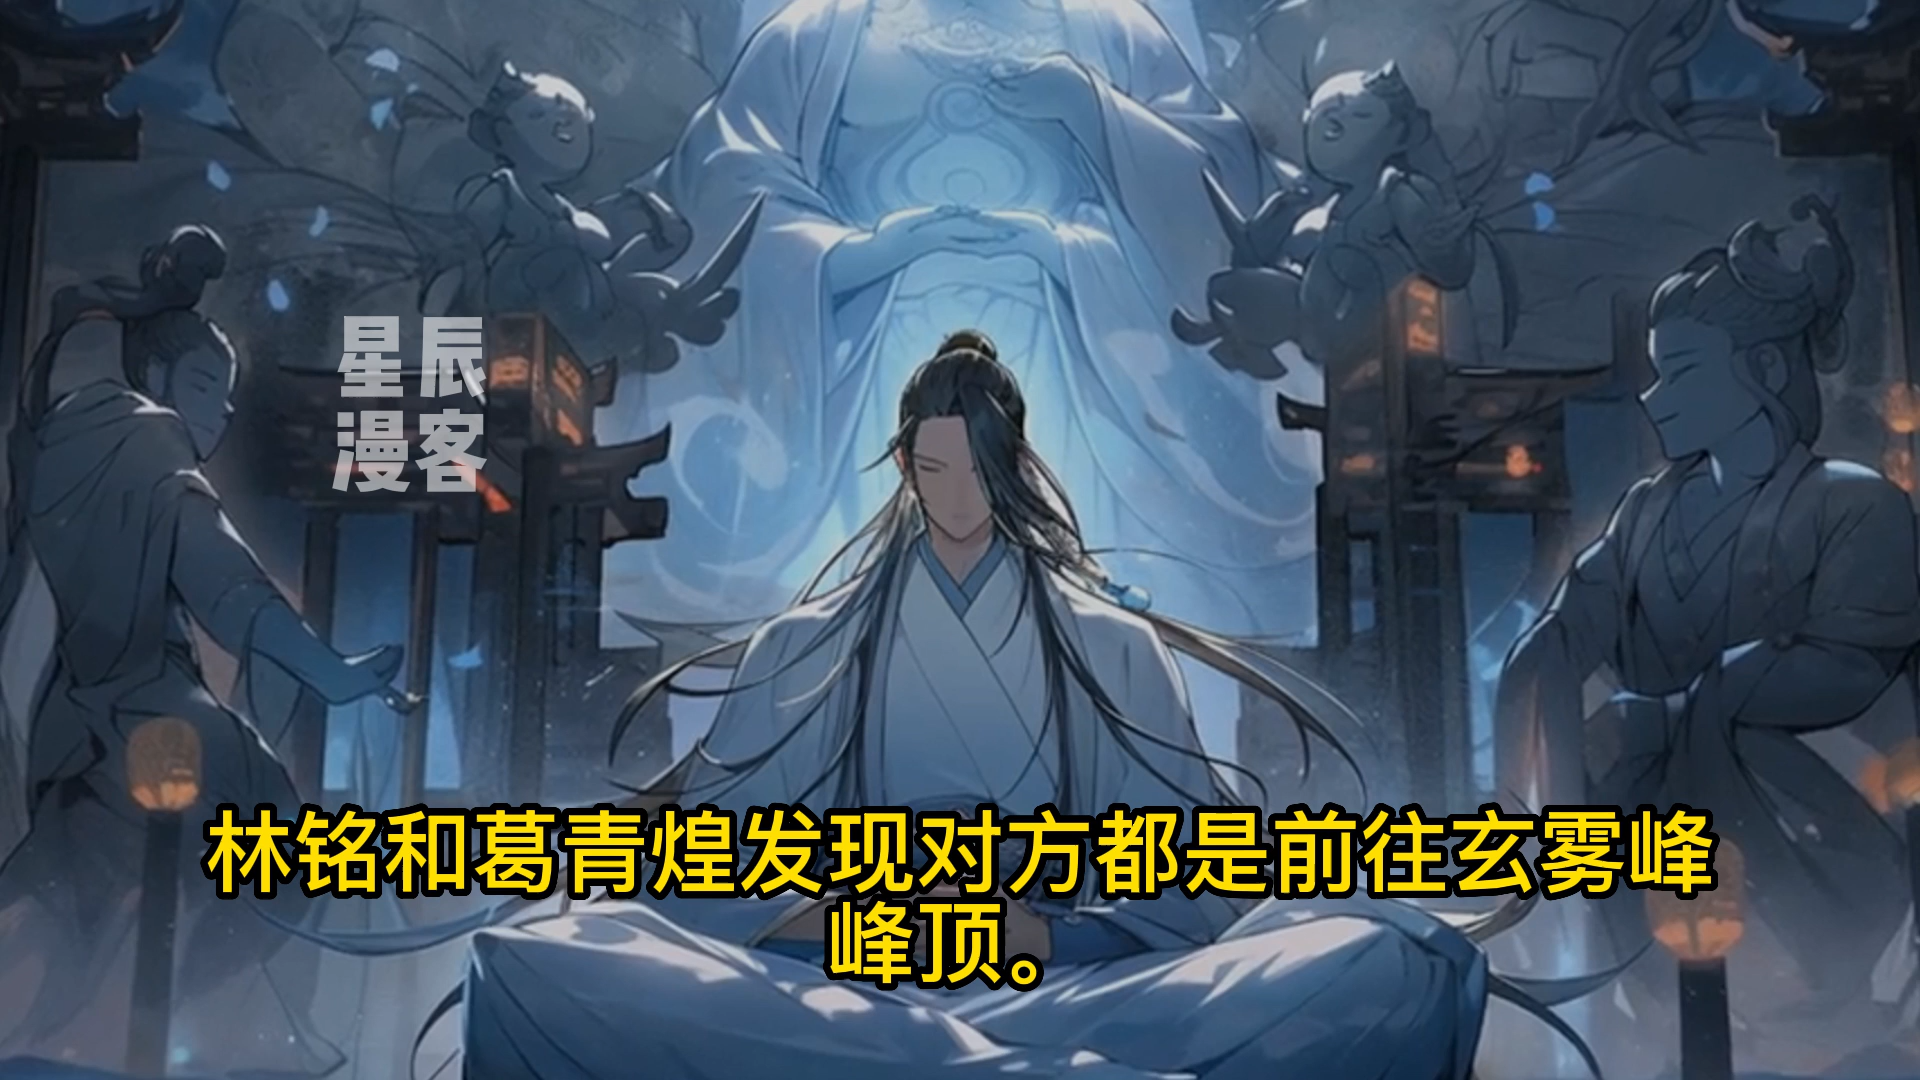 星辰
漫客
林铭和葛青煌发现对方都是前往玄雾峰
峰顶。